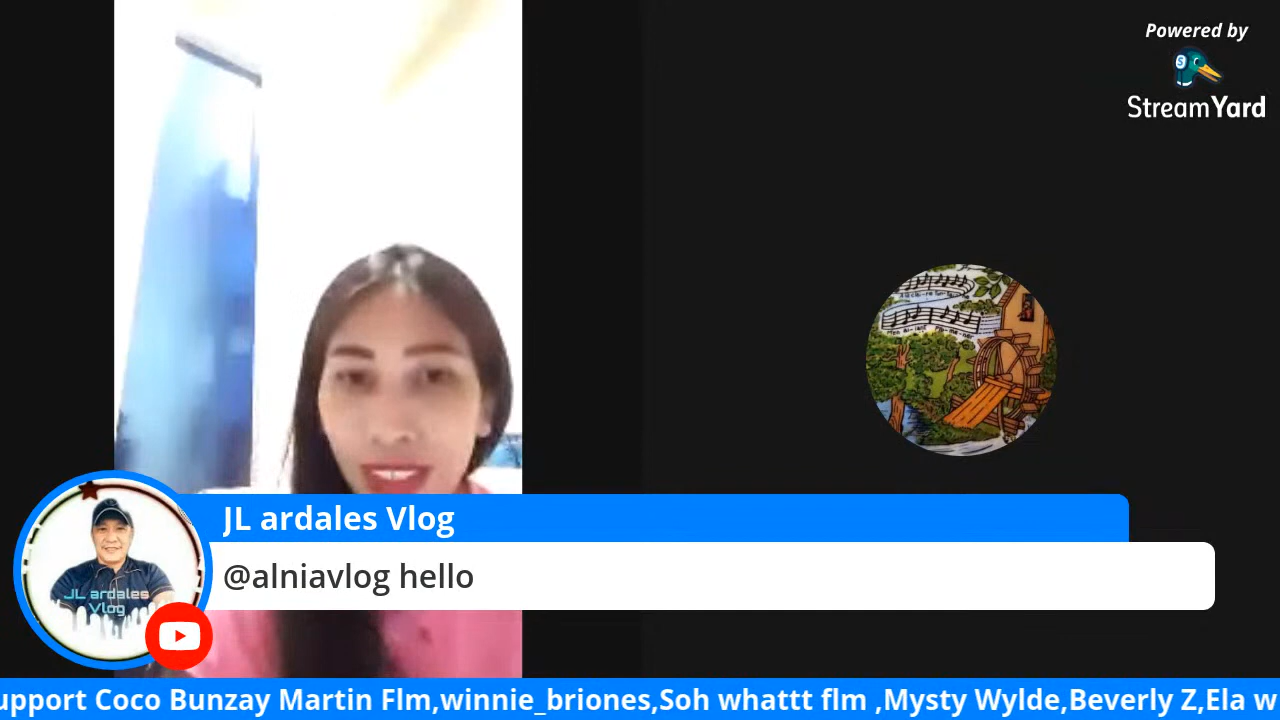 Powered by
StreamYard
JL ardales Vlog
@alniavlog hello
JL ardales
Vlog
upport Coco Bunzay Martin Flm,winnie_briones,Soh whattt flm ,Mysty Wylde,Beverly Z,Ela w